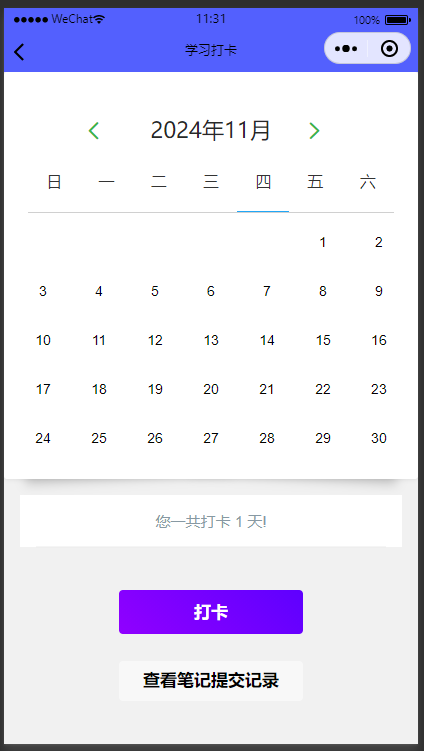 WeChat 11:31 100%
学习打卡
2024年11月
日 一 二 三 四 五 六
1 2
3 4 5 6 7 8 9
10 11 12 13 14 15 16
17 18 19 20 21 22 23
24 25 26 27 28 29 30
您一共打卡 1 天!
打卡
查看笔记提交记录